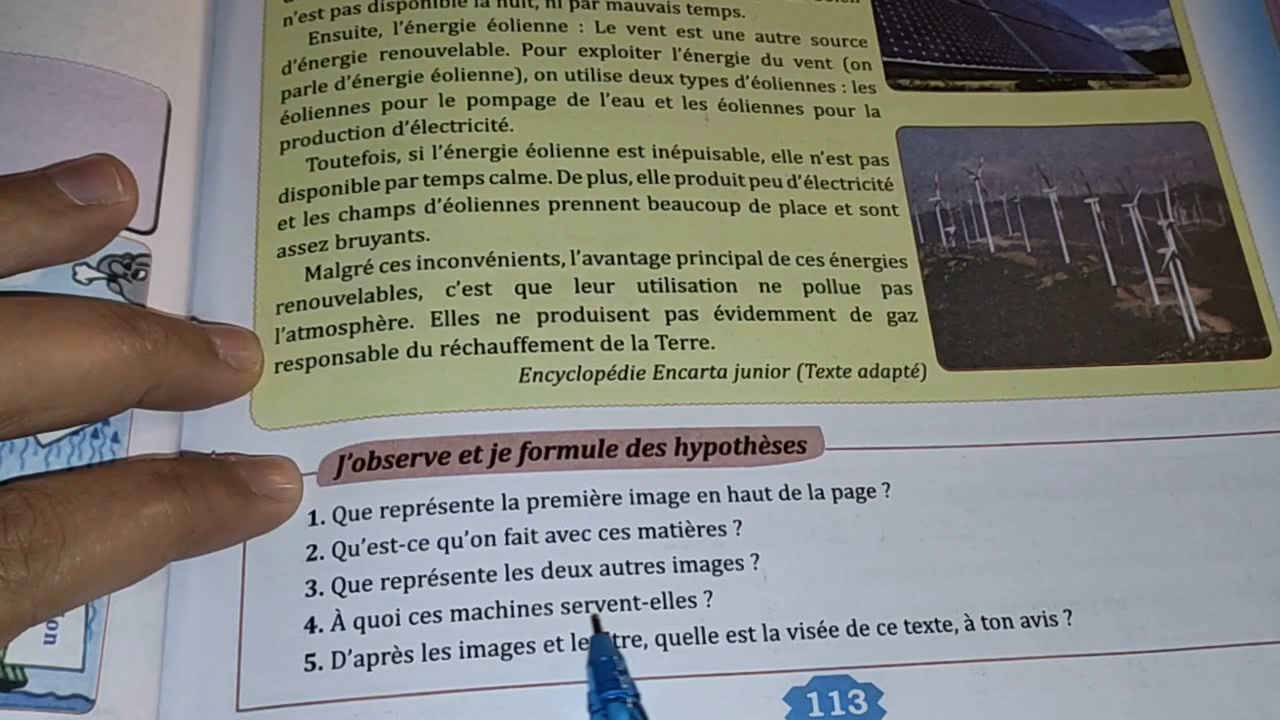 n'est pas disponible la nuit, ni par mauvais temps.
Ensuite, l'énergie éolienne : Le vent est une autre source
d'énergie renouvelable. Pour exploiter l'énergie du vent (on
parle d'énergie éolienne), on utilise deux types d'éoliennes : les
éoliennes pour le pompage de l'eau et les éoliennes pour la
production d'électricité.
Toutefois, si l'énergie éolienne est inépuisable, elle n'est pas
disponible par temps calme. De plus, elle produit peu d'électricité
et les champs d'éoliennes prennent beaucoup de place et sont
assez bruyants.
Malgré ces inconvénients, l'avantage principal de ces énergies
renouvelables, c'est que leur utilisation ne pollue pas
l'atmosphère. Elles ne produisent pas évidemment de gaz
responsable du réchauffement de la Terre.
Encyclopédie Encarta junior (Texte adapté)
J'observe et je formule des hypothèses
1. Que représente la première image en haut de la page ?
2. Qu'est-ce qu'on fait avec ces matières ?
3. Que représente les deux autres images ?
4. À quoi ces machines servent-elles ?
5. D'après les images et le tre, quelle est la visée de ce texte, à ton avis ?
113
on